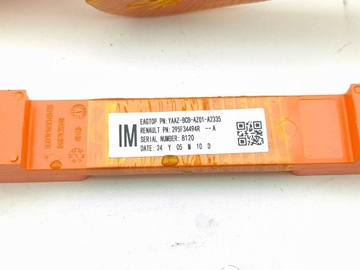 IM
EAGTOP PN:YAAZ-BCB-AZ01-A2335
RENAULT PN:295F34494R --A
SERIAL NUMBER: 8120
DATE: 24 Y 05 M 10 D